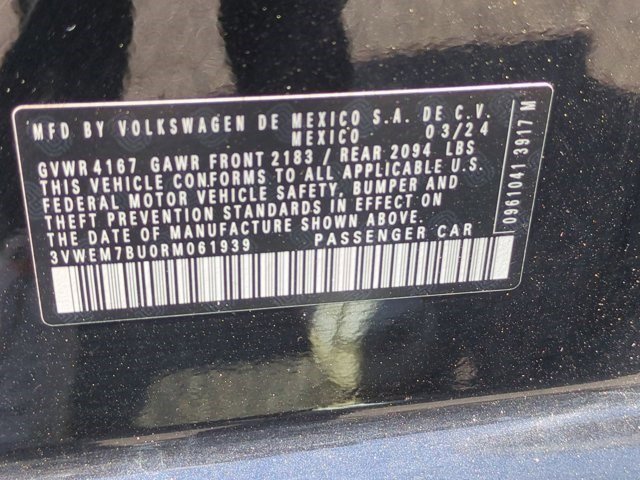 MFD BY VOLKSWAGEN DE MEXICO S.A. DE C.V.
MEXICO 03/24
GVWR 4167 GAWR FRONT 2183 / REAR 2094 LBS
THIS VEHICLE CONFORMS TO ALL APPLICABLE U.S.
FEDERAL MOTOR VEHICLE SAFETY, BUMPER AND
THEFT PREVENTION STANDARDS IN EFFECT ON
THE DATE OF MANUFACTURE SHOWN ABOVE.
3VWEM7BU0RM061939 PASSENGER CAR
09610413917 M